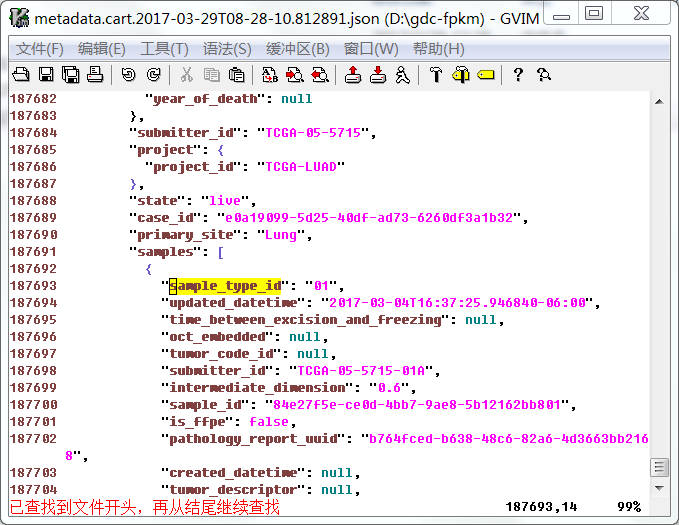 metadata.cart.2017-03-29T08-28-10.812891.json (D:\gdc-fpkm) - GVIM
文件(F) 编辑(E) 工具(T) 语法(S) 缓冲区(B) 窗口(W) 帮助(H)
187682 "year_of_death": null
187683 },
187684 "submitter_id": "TCGA-05-5715",
187685 "project": {
187686 "project_id": "TCGA-LUAD"
187687 },
187688 "state": "live",
187689 "case_id": "e0a19099-5d25-40df-ad73-6260df3a1b32",
187690 "primary_site": "Lung",
187691 "samples": [
187692 {
187693 "sample_type_id": "01",
187694 "updated_datetime": "2017-03-04T16:37:25.946840-06:00",
187695 "time_between_excision_and_freezing": null,
187696 "oct_embedded": null,
187697 "tumor_code_id": null,
187698 "submitter_id": "TCGA-05-5715-01A",
187699 "intermediate_dimension": "0.6",
187700 "sample_id": "84e27f5e-ce0d-4bb7-9ae8-5b12162bb801",
187701 "is_ffpe": false,
187702 "pathology_report_uuid": "b764fced-b638-48c6-82a6-4d3663bb216
8",
187703 "created_datetime": null,
187704 "tumor_descriptor": null,
已查找到文件开头，再从结尾继续查找 187693,14 99%